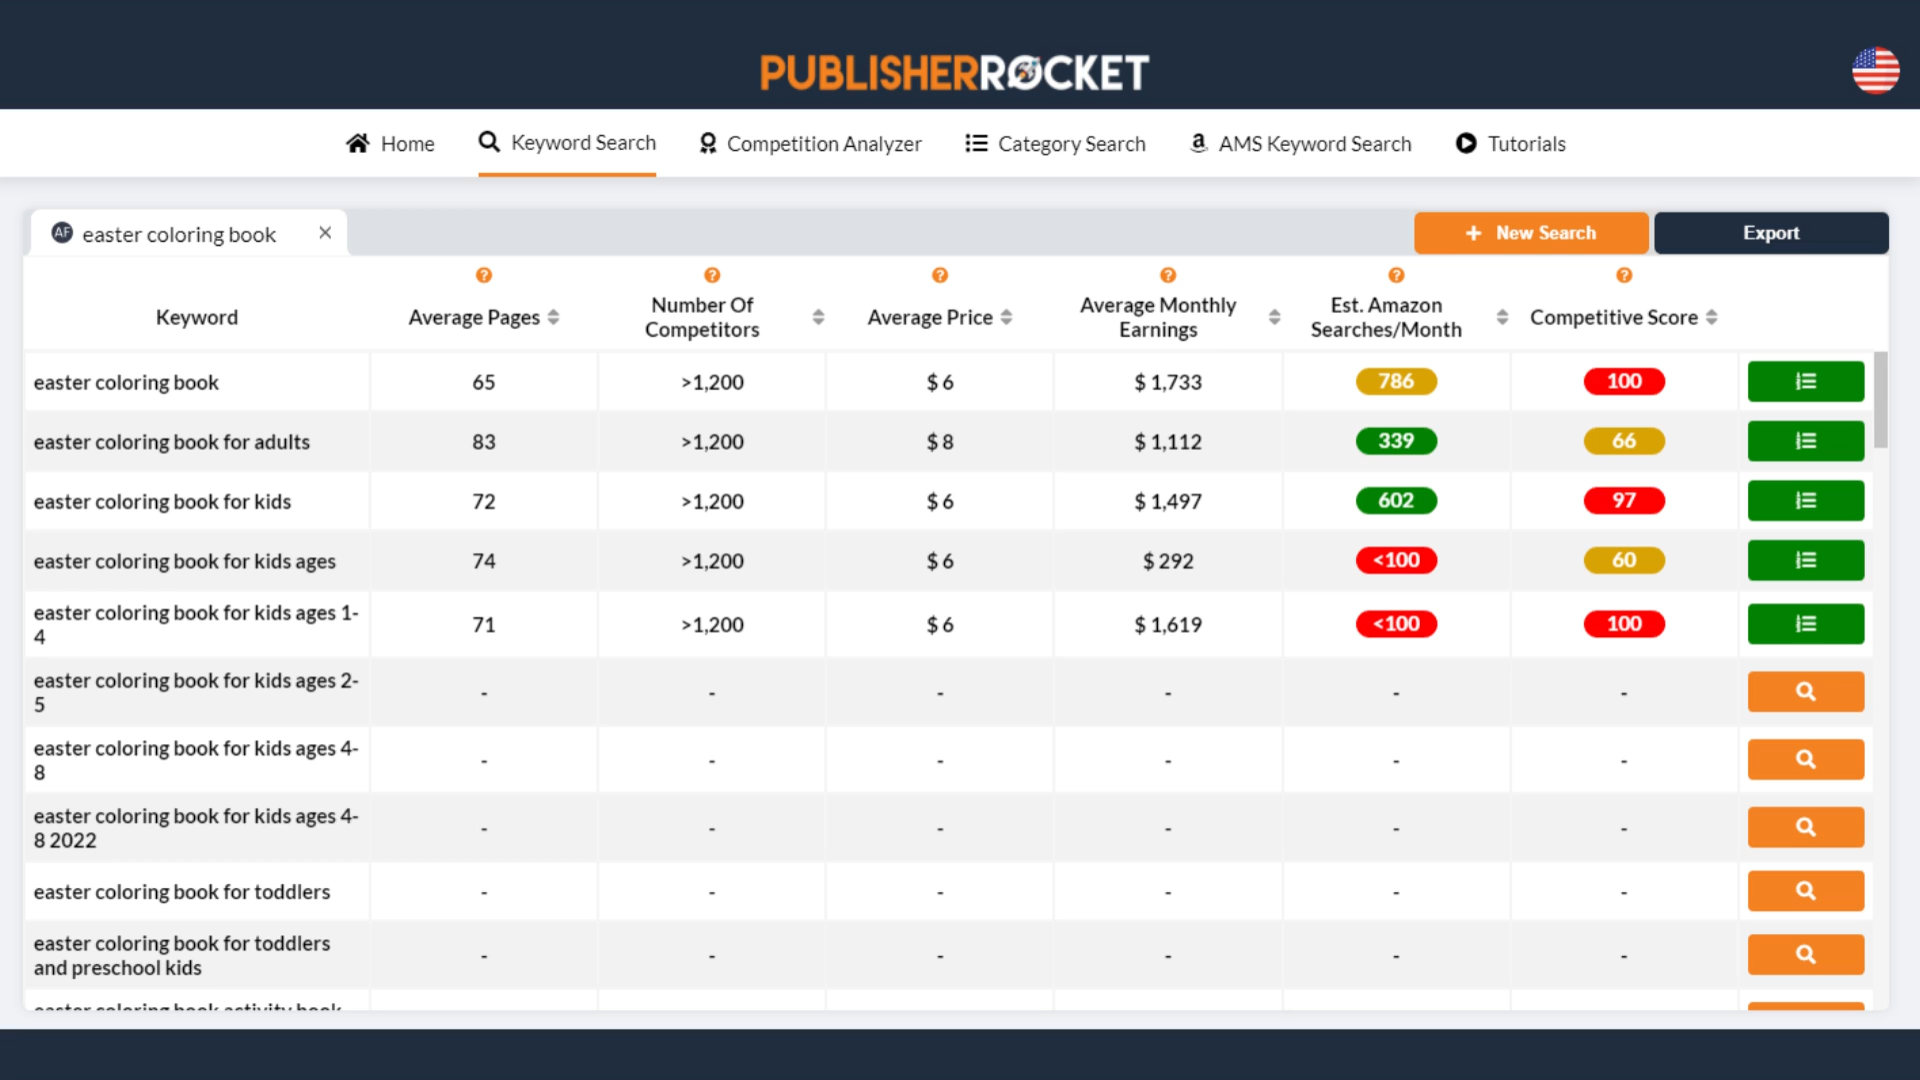 PUBLISHERROCKET
Home
Keyword Search
Competition Analyzer
Category Search
AMS Keyword Search
Tutorials
AF easter coloring book ×
+ New Search
Export
Keyword
? Average Pages
? Number Of
Competitors
? Average Price
? Average Monthly
Earnings
? Est. Amazon
Searches/Month
? Competitive Score
easter coloring book 65 >1,200 $ 6 $ 1,733 786 100
easter coloring book for adults 83 >1,200 $ 8 $ 1,112 339 66
easter coloring book for kids 72 >1,200 $ 6 $ 1,497 602 97
easter coloring book for kids ages 74 >1,200 $ 6 $ 292 <100 60
easter coloring book for kids ages 1-
4 71 >1,200 $ 6 $ 1,619 <100 100
easter coloring book for kids ages 2-
5 - - - - - -
easter coloring book for kids ages 4-
8 - - - - - -
easter coloring book for kids ages 4-
8 2022 - - - - - -
easter coloring book for toddlers - - - - - -
easter coloring book for toddlers
and preschool kids - - - - - -
easter coloring book activity book